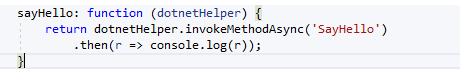 sayHello: function (dotnetHelper) {
    return dotnetHelper.invokeMethodAsync('SayHello')
        .then(r => console.log(r));
}